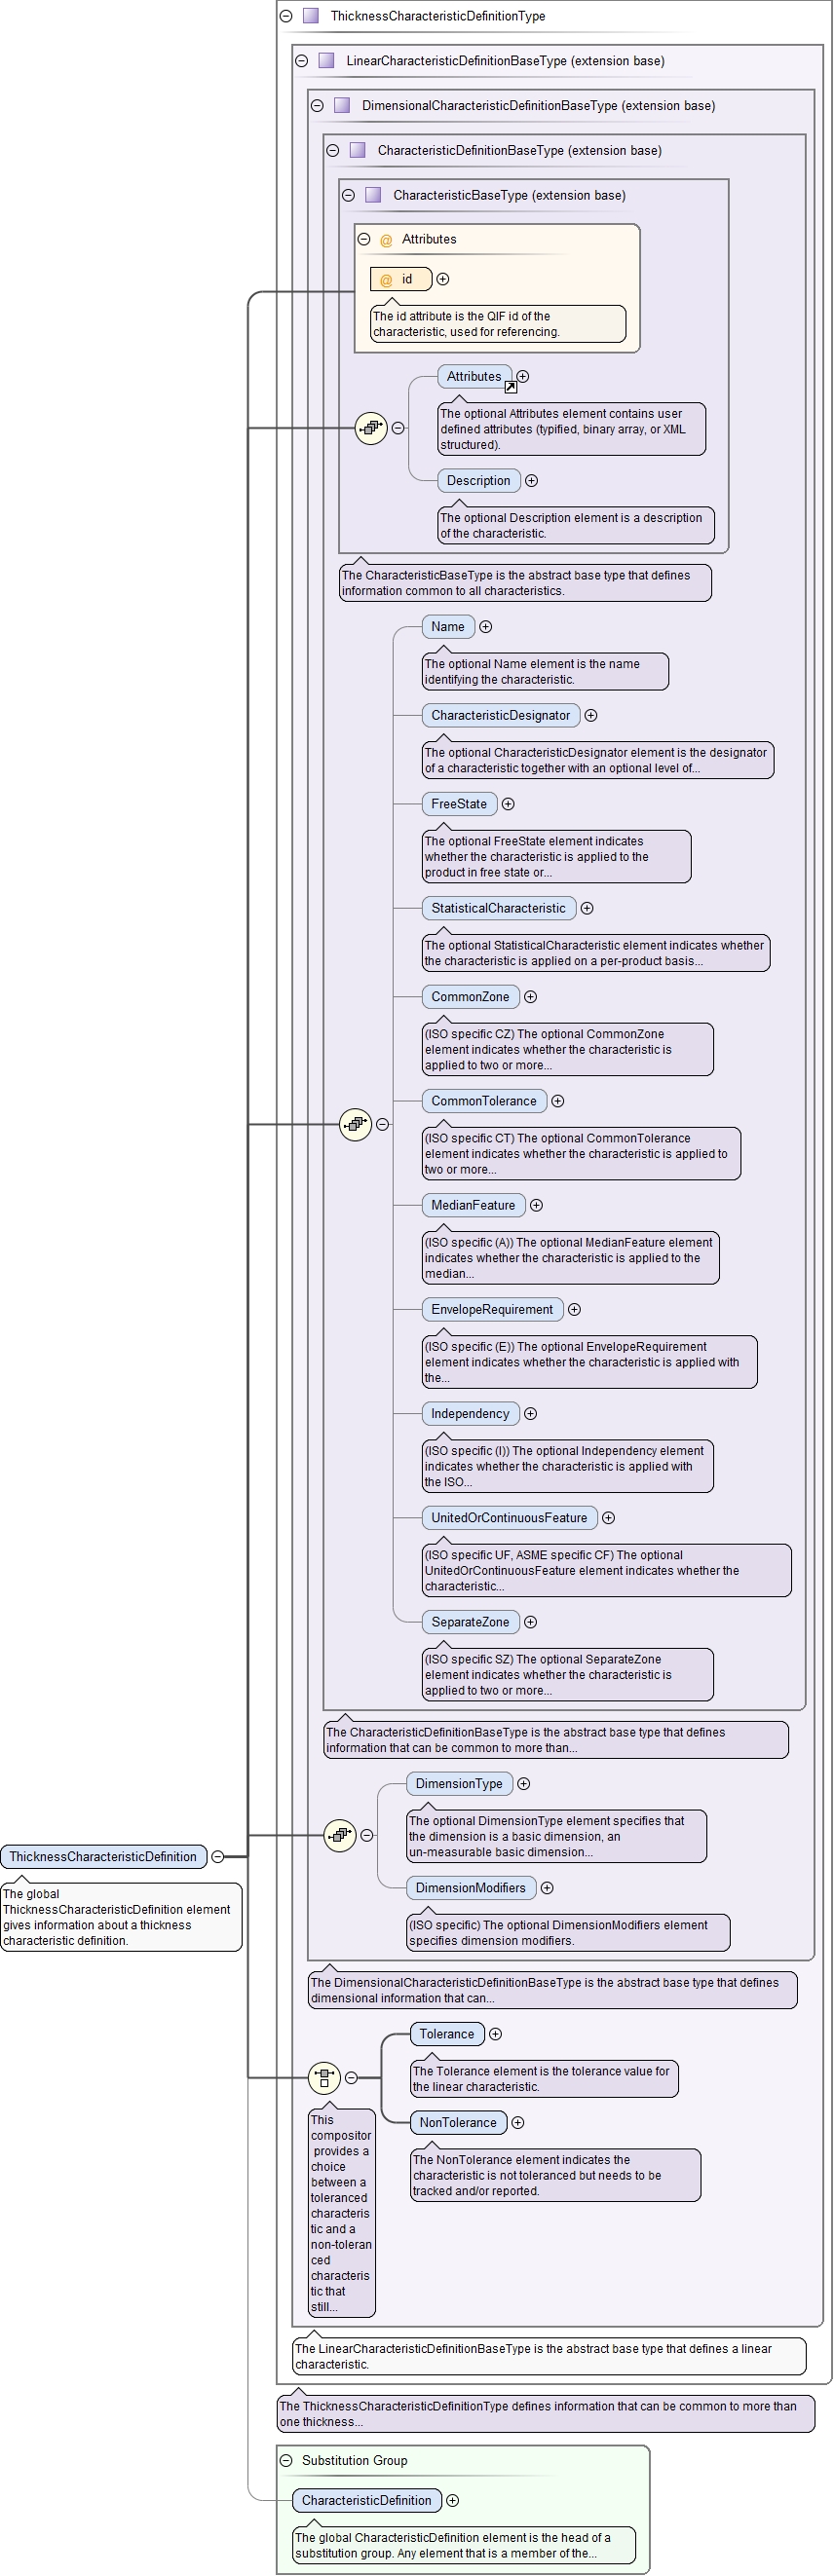 ThicknessCharacteristicDefinitionType
LinearCharacteristicDefinitionBaseType (extension base)
DimensionalCharacteristicDefinitionBaseType (extension base)
CharacteristicDefinitionBaseType (extension base)
CharacteristicBaseType (extension base)
@ Attributes
@ id
The id attribute is the QIF id of the
characteristic, used for referencing.
Attributes
The optional Attributes element contains user
defined attributes (typified, binary array, or XML
structured).
Description
The optional Description element is a description
of the characteristic.
The CharacteristicBaseType is the abstract base type that defines
information common to all characteristics.
Name
The optional Name element is the name
identifying the characteristic.
CharacteristicDesignator
The optional CharacteristicDesignator element is the designator
of a characteristic together with an optional level of...
FreeState
The optional FreeState element indicates
whether the characteristic is applied to the
product in free state or...
StatisticalCharacteristic
The optional StatisticalCharacteristic element indicates whether
the characteristic is applied on a per-product basis...
CommonZone
(ISO specific CZ) The optional CommonZone
element indicates whether the characteristic is
applied to two or more...
CommonTolerance
(ISO specific CT) The optional CommonTolerance
element indicates whether the characteristic is applied to
two or more...
MedianFeature
(ISO specific (A)) The optional MedianFeature element
indicates whether the characteristic is applied to the
median...
EnvelopeRequirement
(ISO specific (E)) The optional EnvelopeRequirement
element indicates whether the characteristic is applied with
the...
Independency
(ISO specific (I)) The optional Independency element
indicates whether the characteristic is applied with
the ISO...
UnitedOrContinuousFeature
(ISO specific UF, ASME specific CF) The optional
UnitedOrContinuousFeature element indicates whether the
characteristic...
SeparateZone
(ISO specific SZ) The optional SeparateZone
element indicates whether the characteristic is
applied to two or more...
The CharacteristicDefinitionBaseType is the abstract base type that defines
information that can be common to more than...
DimensionType
The optional DimensionType element specifies that
the dimension is a basic dimension, an
un-measurable basic dimension...
DimensionModifiers
(ISO specific) The optional DimensionModifiers element
specifies dimension modifiers.
ThicknessCharacteristicDefinition
The global
ThicknessCharacteristicDefinition element
gives information about a thickness
characteristic definition.
The DimensionalCharacteristicDefinitionBaseType is the abstract base type that defines
dimensional information that can...
Tolerance
The Tolerance element is the tolerance value for
the linear characteristic.
NonTolerance
The NonTolerance element indicates the
characteristic is not toleranced but needs to be
tracked and/or reported.
This
compositor
provides a
choice
between a
toleranced
characteris
tic and a
non-toleran
ced
characteris
tic that
still...
The LinearCharacteristicDefinitionBaseType is the abstract base type that defines a linear
characteristic.
The ThicknessCharacteristicDefinitionType defines information that can be common to more than
one thickness...
Substitution Group
CharacteristicDefinition
The global CharacteristicDefinition element is the head of a
substitution group. Any element that is a member of the...